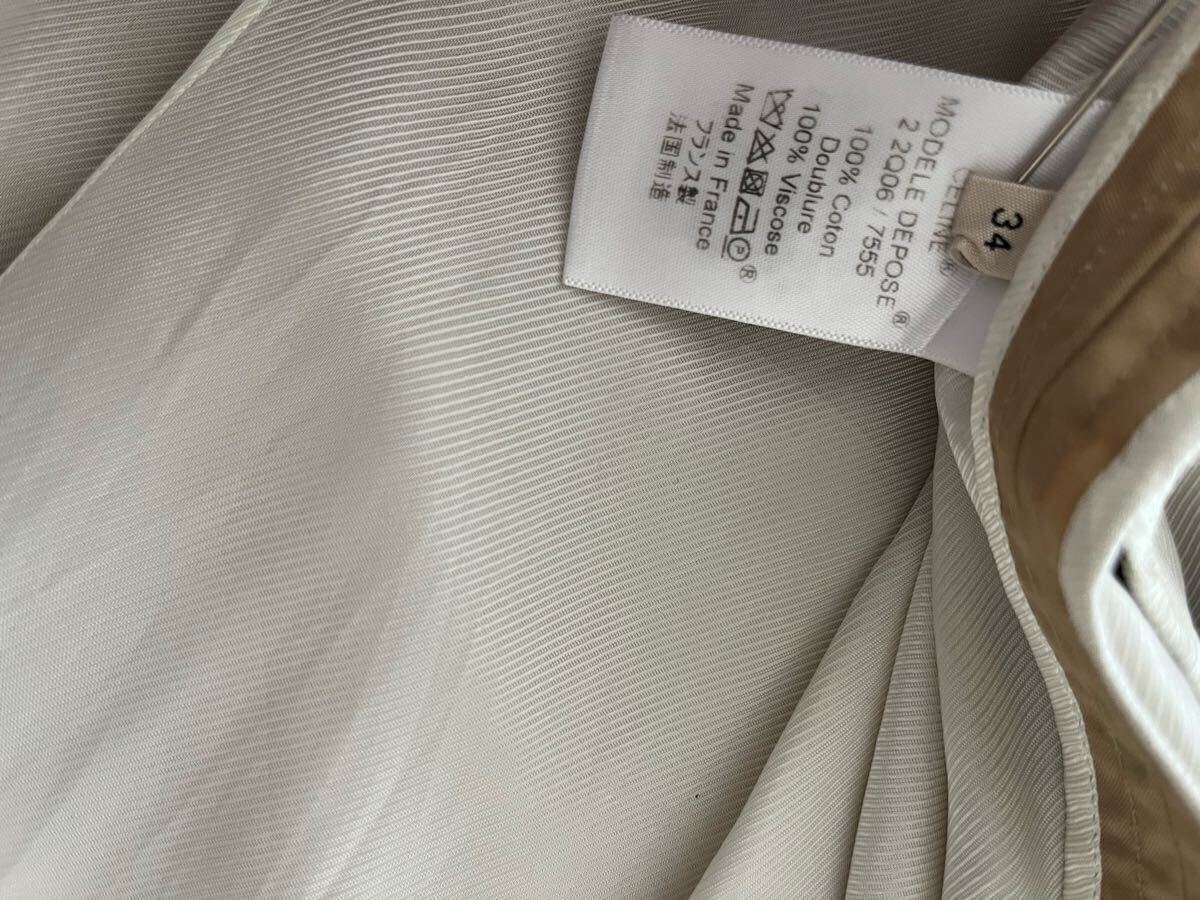 34
CELINE®
MODELE DEPOSE®
2 2Q06 / 7555
100% Coton
Doublure
100% Viscose
P
Made in France
フランス製
法国制造